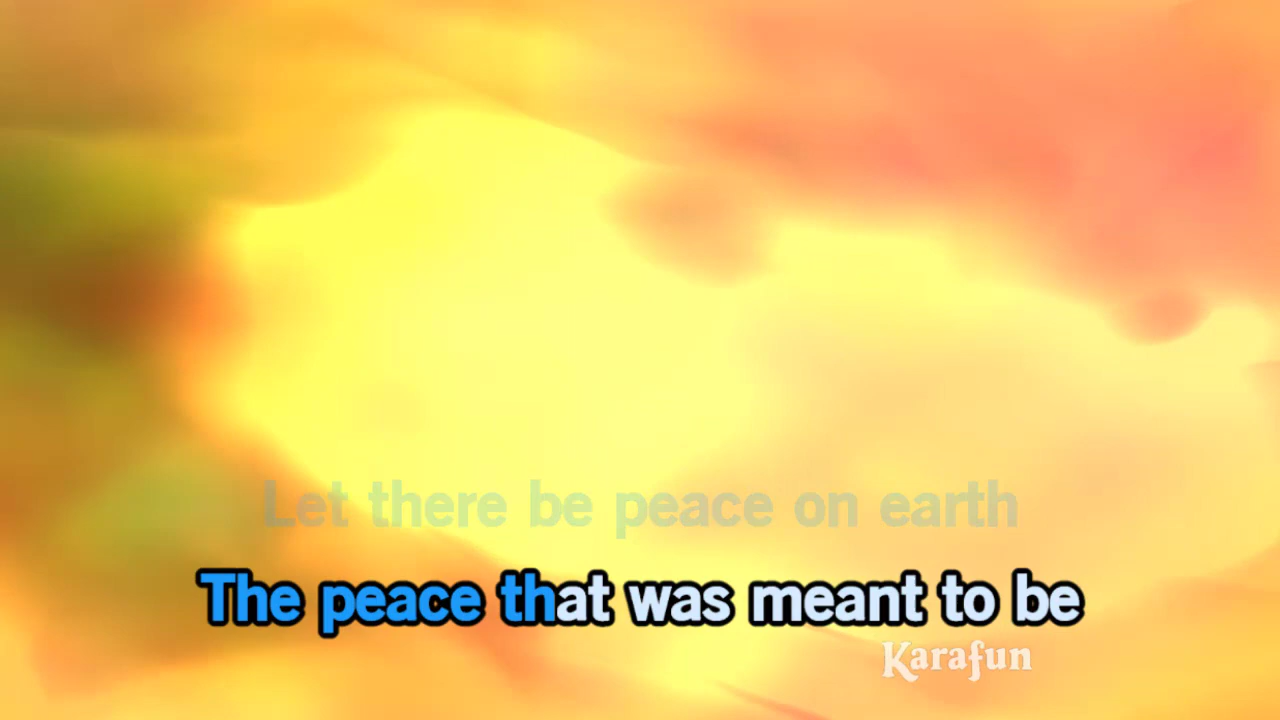 Let there be peace on earth
The peace that was meant to be
Karafun